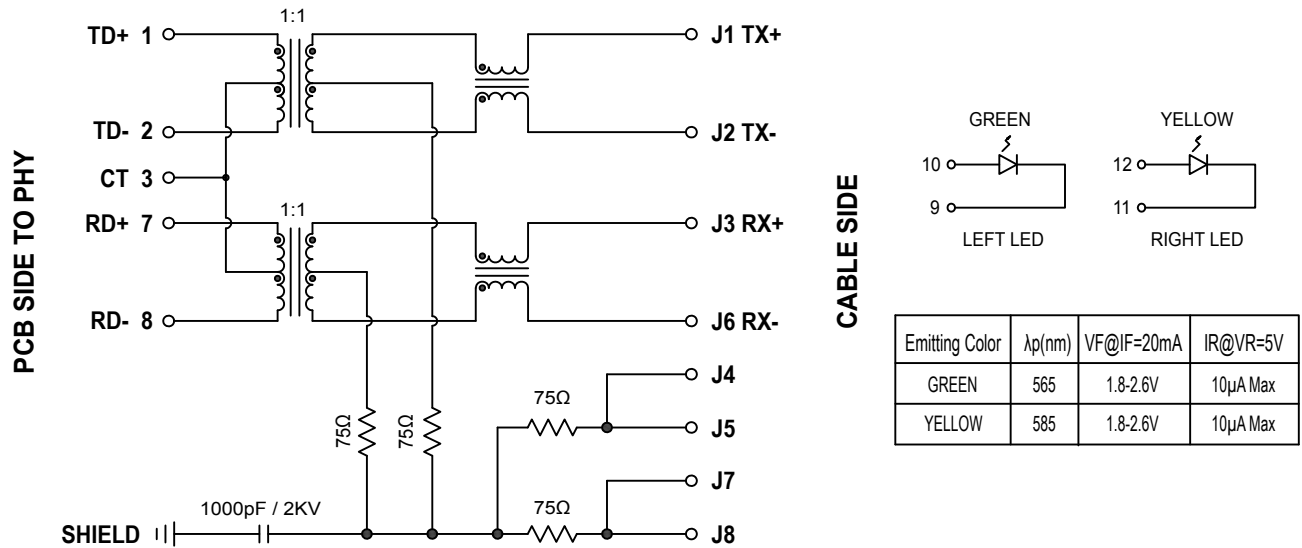 PCB SIDE TO PHY
1:1
TD+ 1
TD- 2
CT 3
1:1
RD+ 7
RD- 8
J1 TX+
J2 TX-
J3 RX+
J6 RX-
J4
75Ω
J5
75Ω
75Ω
J7
75Ω
J8
1000pF / 2KV
SHIELD
CABLE SIDE
GREEN
10
9
LEFT LED
YELLOW
12
11
RIGHT LED
Emitting Color λp(nm) VF@IF=20mA IR@VR=5V
GREEN 565 1.8-2.6V 10µA Max
YELLOW 585 1.8-2.6V 10µA Max